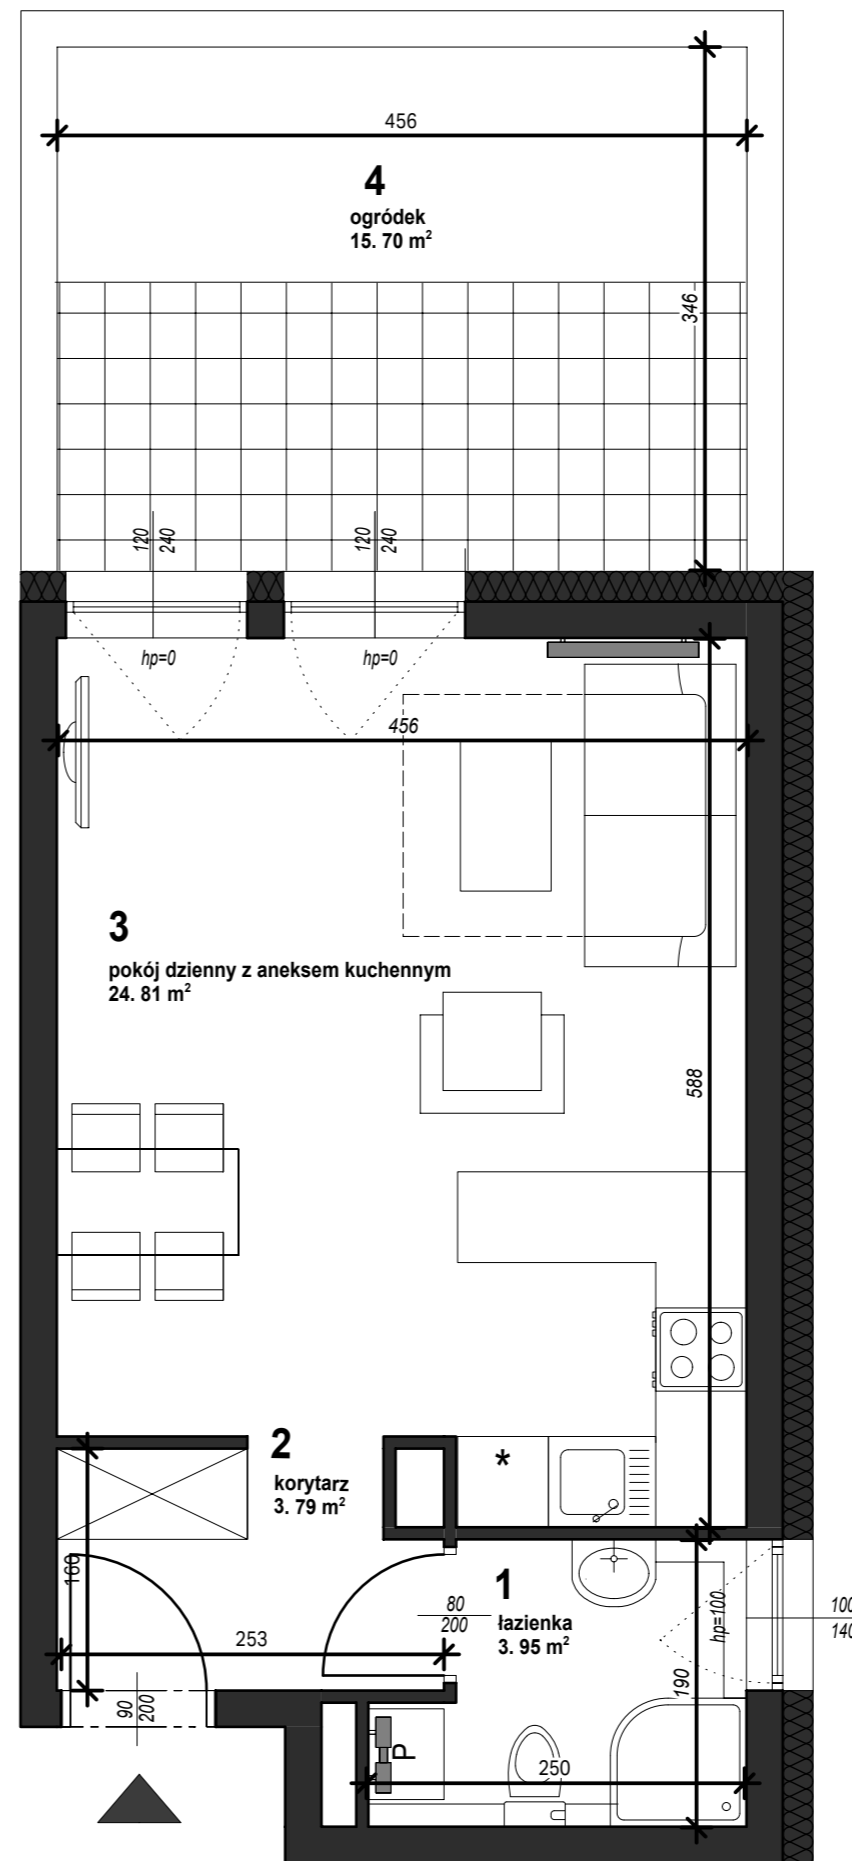 456
4
ogródek
15. 70 m²
346
120
240
120
240
hp=0
hp=0
456
3
pokój dzienny z aneksem kuchennym
24. 81 m²
588
2
korytarz
3. 79 m²
*
160
1
łazienka
3. 95 m²
80
200
hp=100
100
140
253
190
90
200
P
250